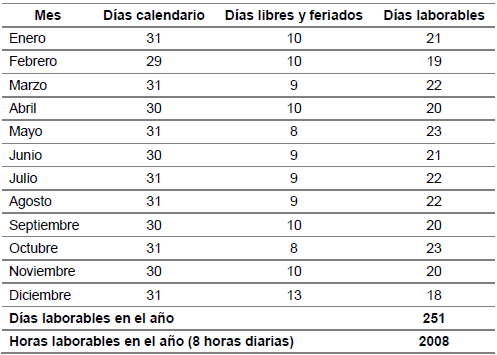 Mes Días calendario Días libres y feriados Días laborables
Enero 31 10 21
Febrero 29 10 19
Marzo 31 9 22
Abril 30 10 20
Mayo 31 8 23
Junio 30 9 21
Julio 31 9 22
Agosto 31 9 22
Septiembre 30 10 20
Octubre 31 8 23
Noviembre 30 10 20
Diciembre 31 13 18
Días laborables en el año 251
Horas laborables en el año (8 horas diarias) 2008